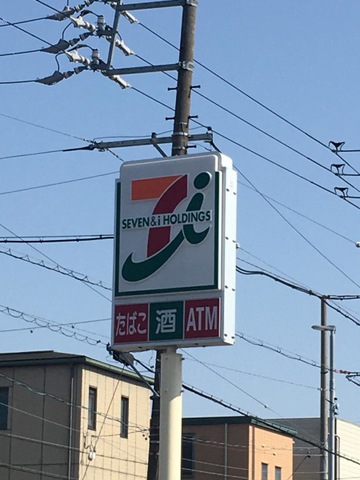 SEVEN&i HOLDINGS
たばこ 酒 ATM